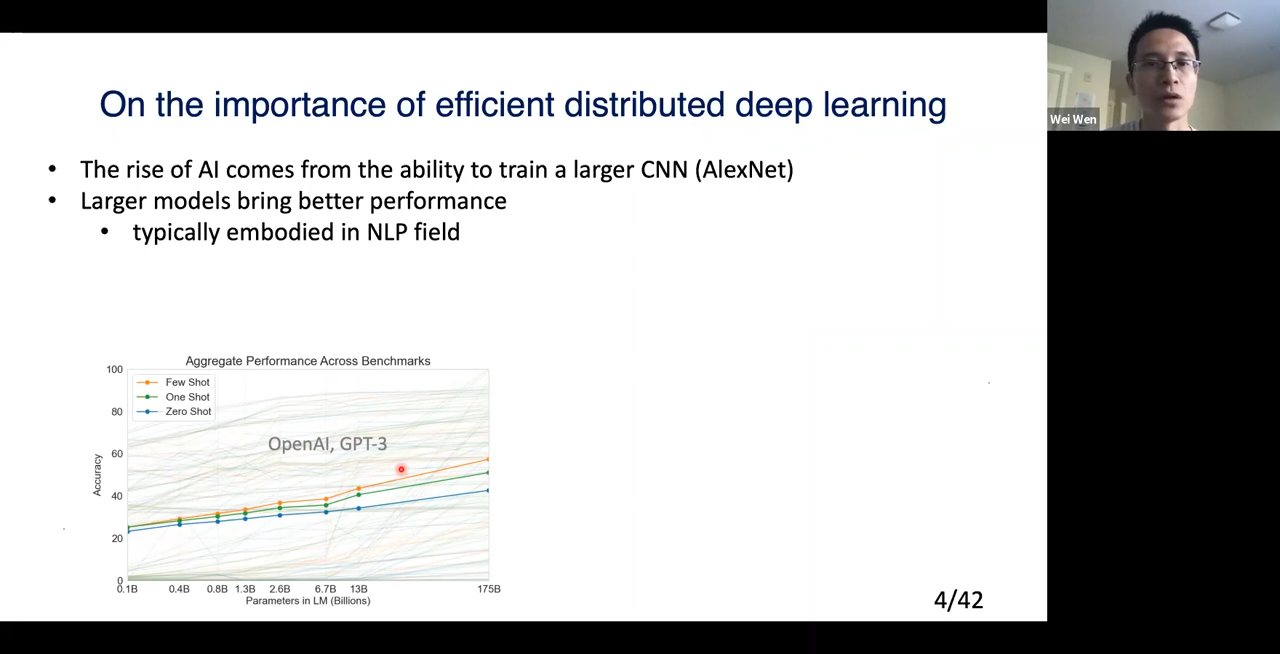 On the importance of efficient distributed deep learning
• The rise of AI comes from the ability to train a larger CNN (AlexNet)
• Larger models bring better performance
• typically embodied in NLP field
Aggregate Performance Across Benchmarks
100
80
60
40
20
0
Accuracy
Few Shot
One Shot
Zero Shot
OpenAI, GPT-3
0.1B 0.4B 0.8B 1.3B 2.6B 6.7B 13B 175B
Parameters in LM (Billions)
4/42
Wei Wen